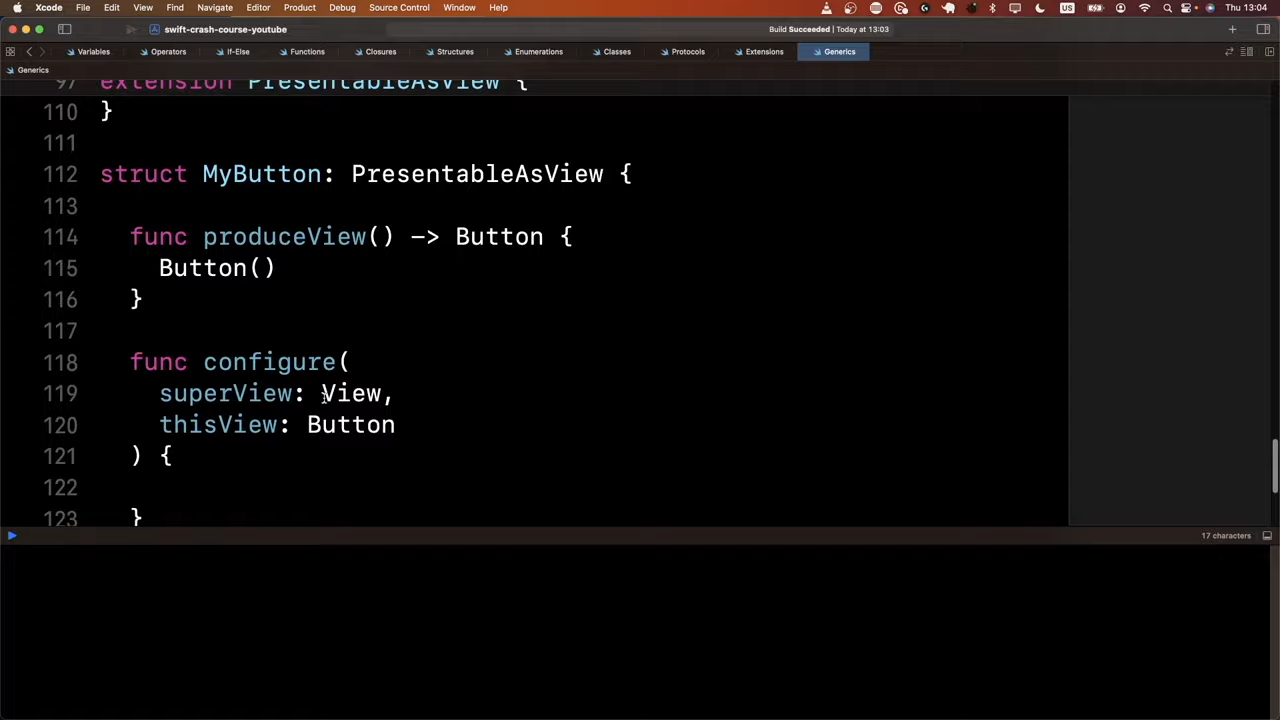 Xcode File Edit View Find Navigate Editor Product Debug Source Control Window Help US Thu 13:04
swift-crash-course-youtube Build Succeeded | Today at 13:03
Variables Operators If-Else Functions Closures Structures Enumerations Classes Protocols Extensions Generics
Generics
97 extension PresentableAsView {
110 }
111
112 struct MyButton: PresentableAsView {
113
114 func produceView() -> Button {
115 Button()
116 }
117
118 func configure(
119 superView: View,
120 thisView: Button
121 ) {
122
123 }
17 characters